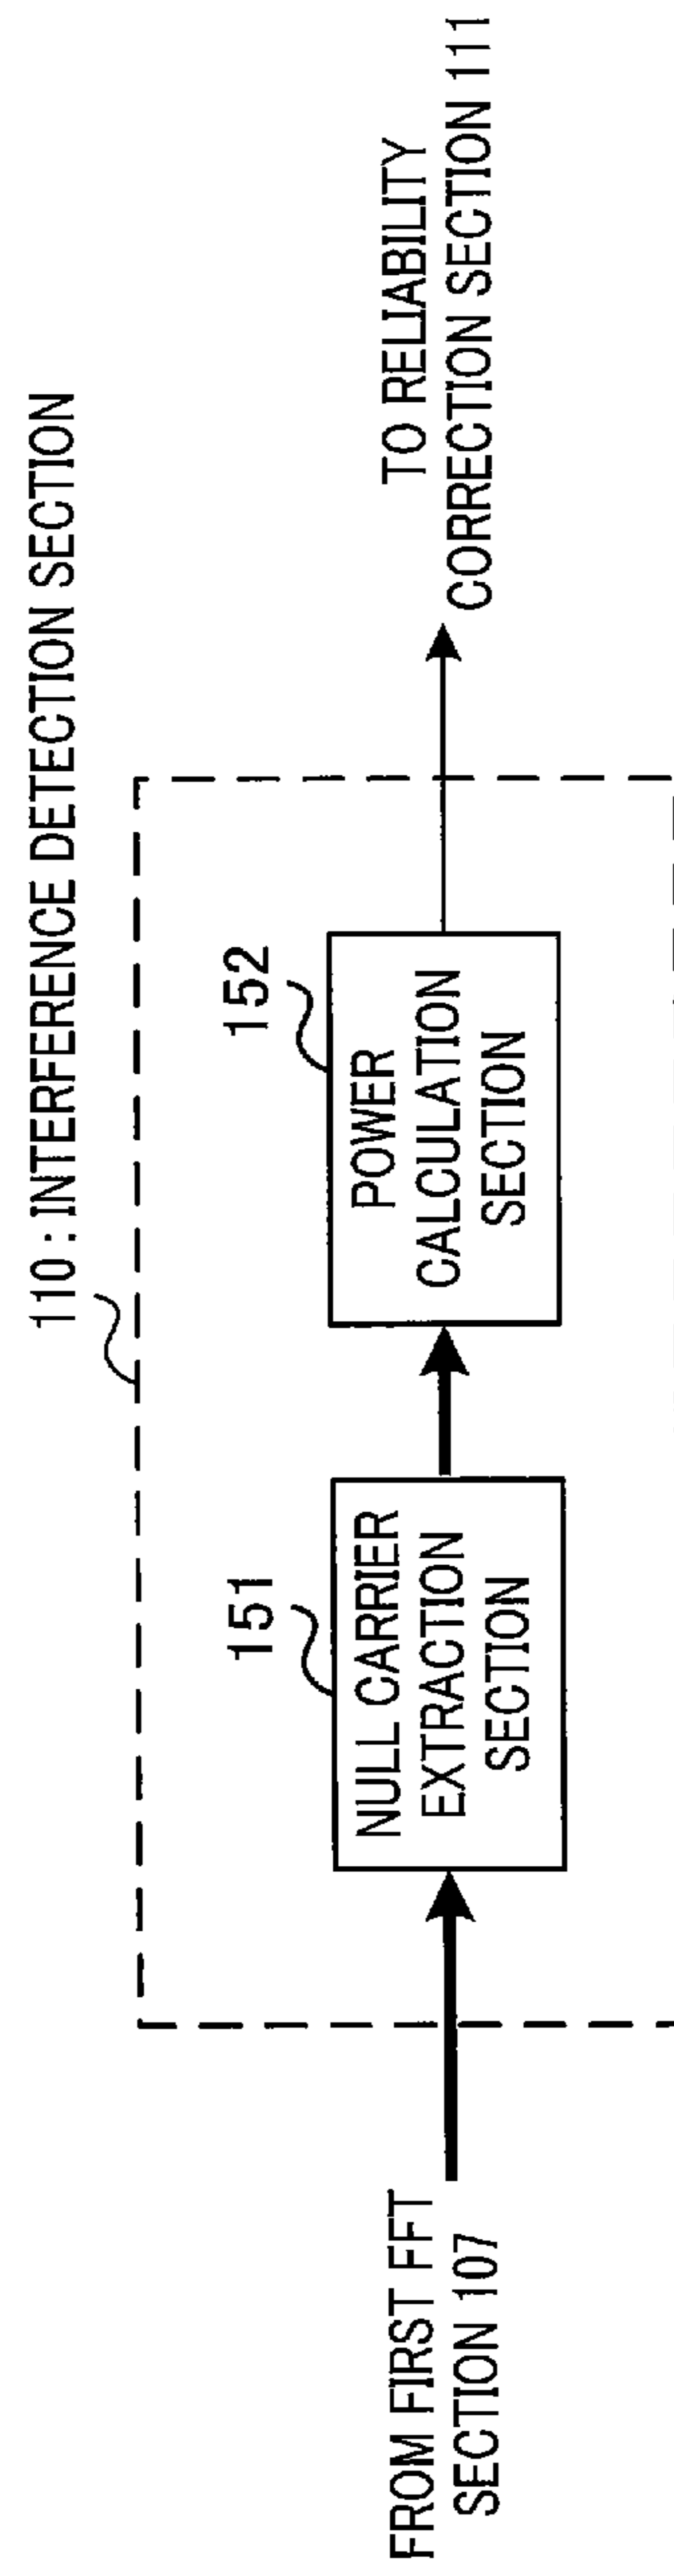 110 : INTERFERENCE DETECTION SECTION
FROM FIRST FFT
SECTION 107
151
NULL CARRIER
EXTRACTION
SECTION
152
POWER
CALCULATION
SECTION
TO RELIABILITY
CORRECTION SECTION 111